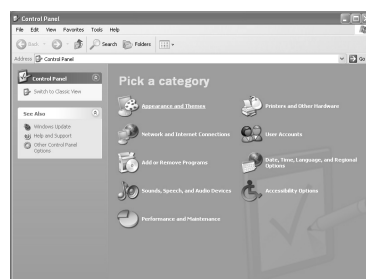 Control Panel
File Edit View Favorites Tools Help
Back Search Folders
Address Control Panel Go
Control Panel
Switch to Classic View
See Also
Windows Update
Help and Support
Other Control Panel
Options
Pick a category
Appearance and Themes
Printers and Other Hardware
Network and Internet Connections
User Accounts
Add or Remove Programs
Date, Time, Language, and Regional
Options
Sounds, Speech, and Audio Devices
Accessibility Options
Performance and Maintenance